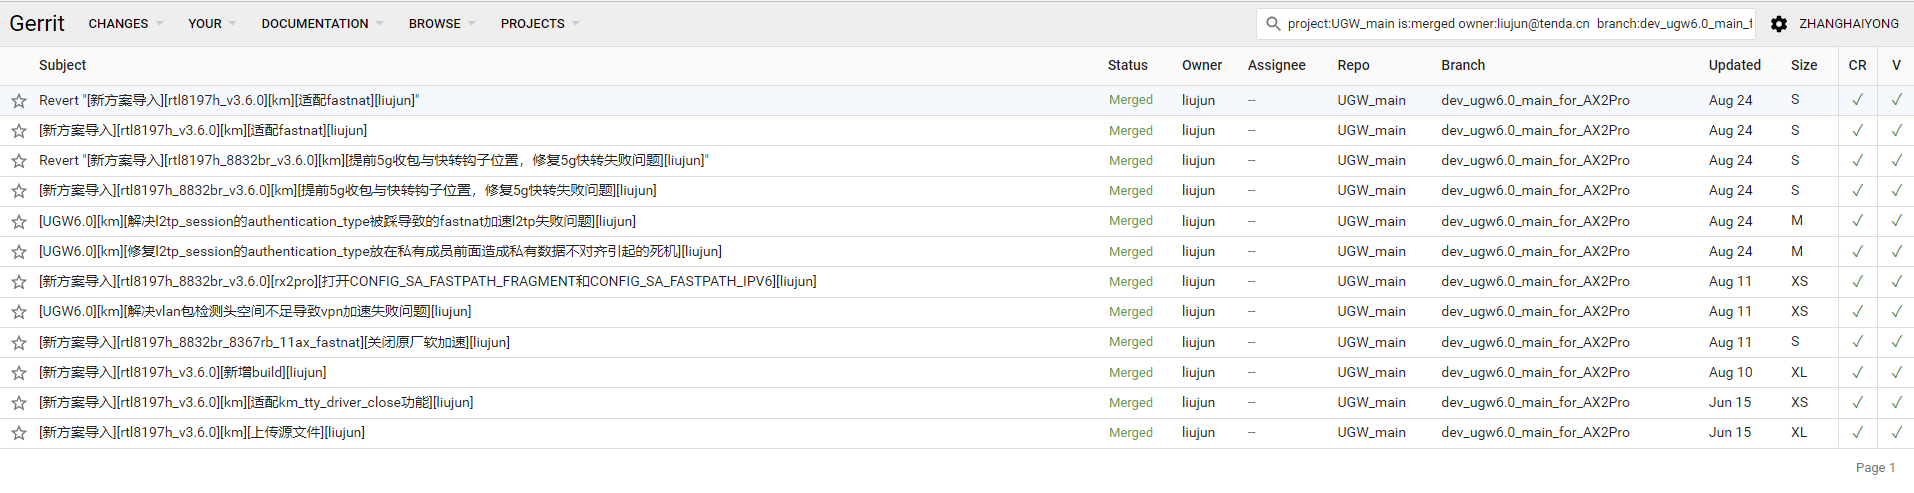 Gerrit CHANGES YOUR DOCUMENTATION BROWSE PROJECTS project:UGW_main is:merged owner:liujun@tenda.cn branch:dev_ugw6.0_main_f ZHANGHAIYONG
Subject Status Owner Assignee Repo Branch Updated Size CR V
Revert "[新方案导入][rtl8197h_v3.6.0][km][适配fastnat][liujun]" Merged liujun -- UGW_main dev_ugw6.0_main_for_AX2Pro Aug 24 S ✓ ✓
[新方案导入][rtl8197h_v3.6.0][km][适配fastnat][liujun] Merged liujun -- UGW_main dev_ugw6.0_main_for_AX2Pro Aug 24 S ✓ ✓
Revert "[新方案导入][rtl8197h_8832br_v3.6.0][km][提前5g收包与快转钩子位置，修复5g快转失败问题][liujun]" Merged liujun -- UGW_main dev_ugw6.0_main_for_AX2Pro Aug 24 S ✓ ✓
[新方案导入][rtl8197h_8832br_v3.6.0][km][提前5g收包与快转钩子位置，修复5g快转失败问题][liujun] Merged liujun -- UGW_main dev_ugw6.0_main_for_AX2Pro Aug 24 S ✓ ✓
[UGW6.0][km][解决l2tp_session的authentication_type被踩导致的fastnat加速l2tp失败问题][liujun] Merged liujun -- UGW_main dev_ugw6.0_main_for_AX2Pro Aug 24 M ✓ ✓
[UGW6.0][km][修复l2tp_session的authentication_type放在私有成员前面造成私有数据不对齐引起的死机][liujun] Merged liujun -- UGW_main dev_ugw6.0_main_for_AX2Pro Aug 24 M ✓ ✓
[新方案导入][rtl8197h_8832br_v3.6.0][rx2pro][打开CONFIG_SA_FASTPATH_FRAGMENT和CONFIG_SA_FASTPATH_IPV6][liujun] Merged liujun -- UGW_main dev_ugw6.0_main_for_AX2Pro Aug 11 XS ✓ ✓
[UGW6.0][km][解决vlan包检测头空间不足导致vpn加速失败问题][liujun] Merged liujun -- UGW_main dev_ugw6.0_main_for_AX2Pro Aug 11 XS ✓ ✓
[新方案导入][rtl8197h_8832br_8367rb_11ax_fastnat][关闭原厂软加速][liujun] Merged liujun -- UGW_main dev_ugw6.0_main_for_AX2Pro Aug 11 S ✓ ✓
[新方案导入][rtl8197h_v3.6.0][新增build][liujun] Merged liujun -- UGW_main dev_ugw6.0_main_for_AX2Pro Aug 10 XL ✓ ✓
[新方案导入][rtl8197h_v3.6.0][km][适配km_tty_driver_close功能][liujun] Merged liujun -- UGW_main dev_ugw6.0_main_for_AX2Pro Jun 15 XS ✓ ✓
[新方案导入][rtl8197h_v3.6.0][km][上传源文件][liujun] Merged liujun -- UGW_main dev_ugw6.0_main_for_AX2Pro Jun 15 XL ✓ ✓
Page 1